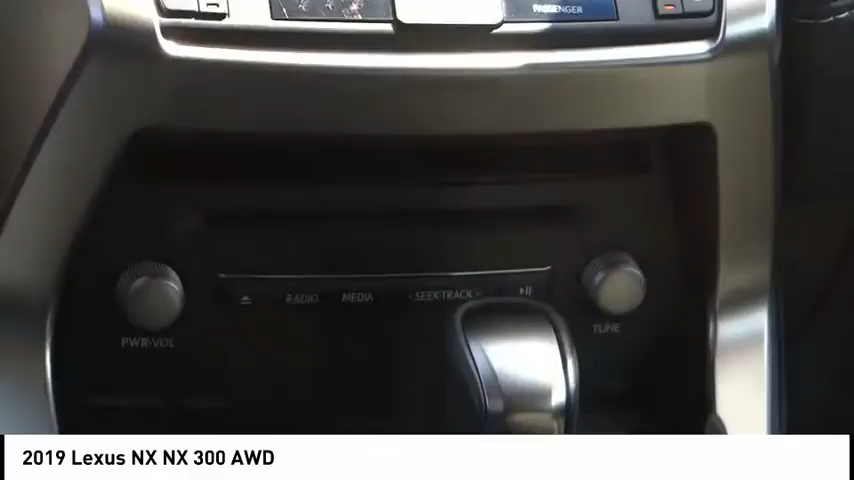 PASSENGER
RADIO MEDIA SEEK·TRACK
PWR·VOL
TUNE
2019 Lexus NX NX 300 AWD